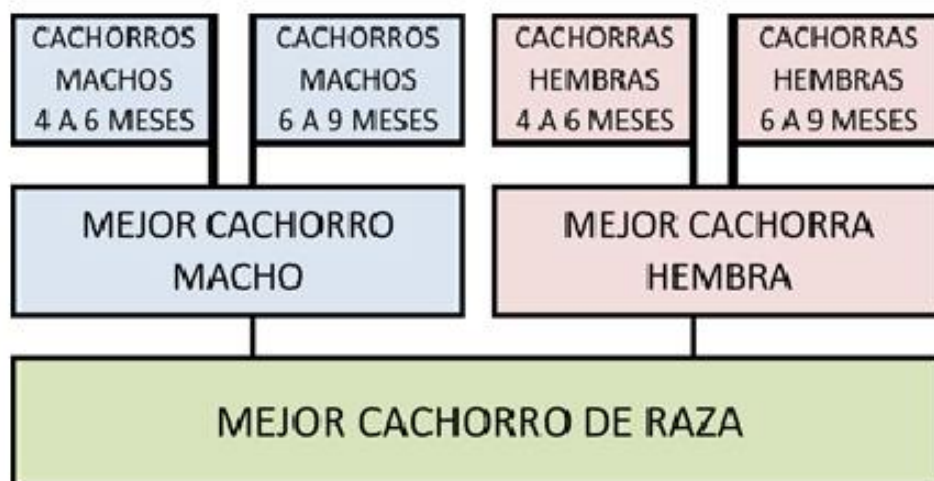 CACHORROS
MACHOS
4 A 6 MESES
CACHORROS
MACHOS
6 A 9 MESES
CACHORRAS
HEMBRAS
4 A 6 MESES
CACHORRAS
HEMBRAS
6 A 9 MESES
MEJOR CACHORRO
MACHO
MEJOR CACHORRA
HEMBRA
MEJOR CACHORRO DE RAZA